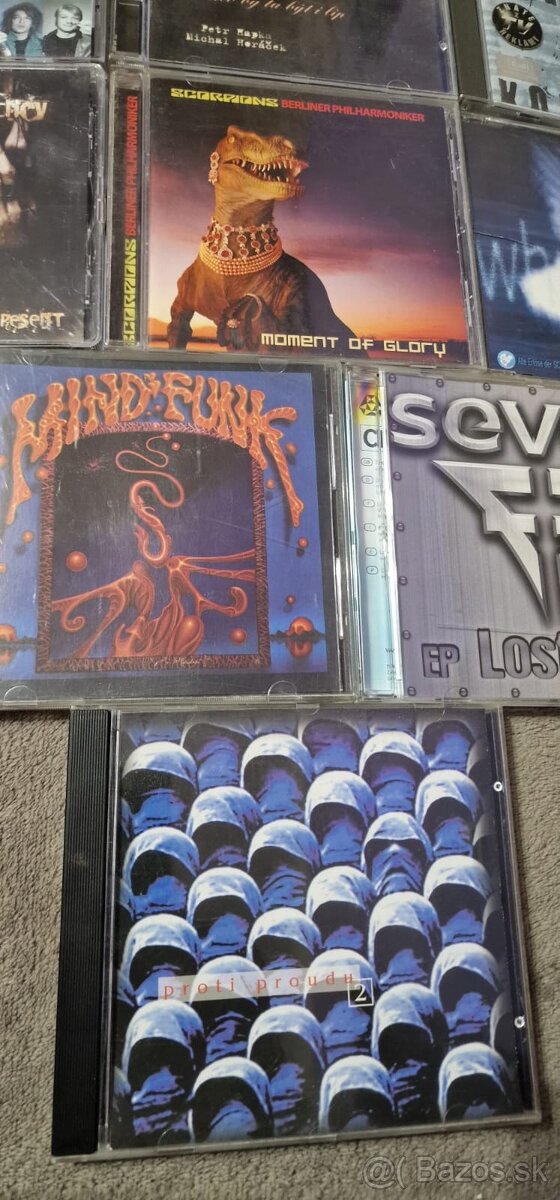 Petr Hapka
Michal Horáček
SCORPIONS BERLINER PHILHARMONIKER
SCORPIONS BERLINER PHILHARMONIKER
MOMENT OF GLORY
MIND FUNK
sev
EP Los
proti proudu
2
@( Bazos.sk